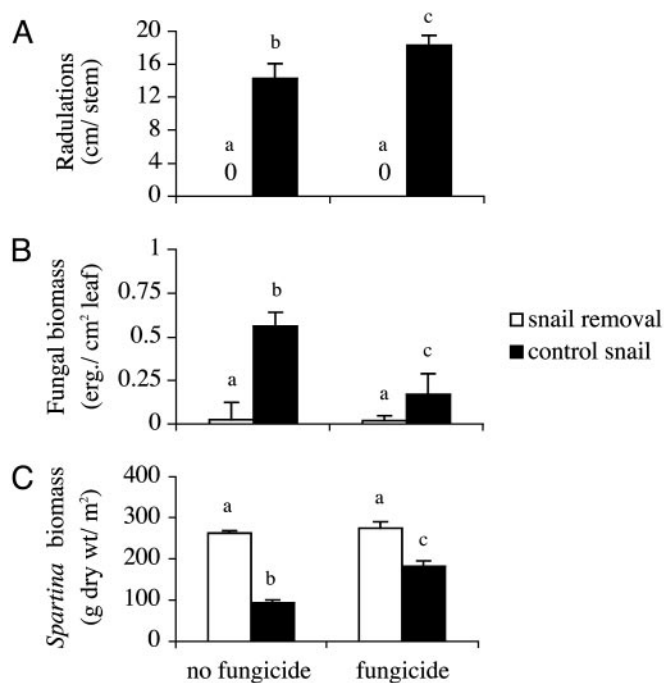 A
Radulations
(cm/ stem)
20
16
12
8
4
0
a
0
b
a
0
c
B
Fungal biomass
(erg./ cm² leaf)
1
0.75
0.5
0.25
0
a
b
a
c
snail removal
control snail
C
Spartina biomass
(g dry wt/ m²)
400
300
200
100
0
a
b
a
c
no fungicide
fungicide